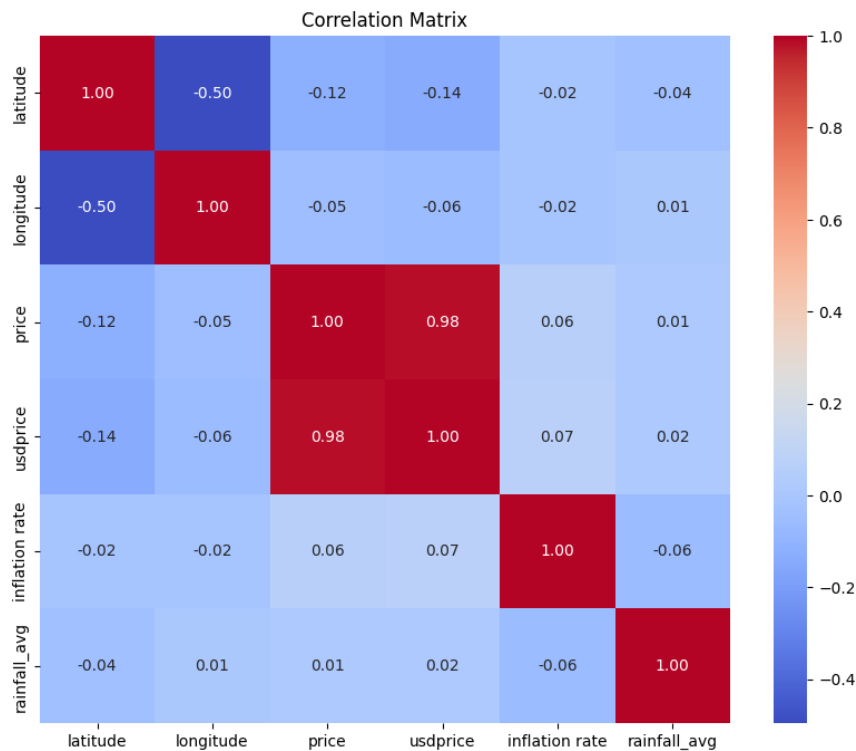 Correlation Matrix
latitude 1.00 -0.50 -0.12 -0.14 -0.02 -0.04
longitude -0.50 1.00 -0.05 -0.06 -0.02 0.01
price -0.12 -0.05 1.00 0.98 0.06 0.01
usdprice -0.14 -0.06 0.98 1.00 0.07 0.02
inflation rate -0.02 -0.02 0.06 0.07 1.00 -0.06
rainfall_avg -0.04 0.01 0.01 0.02 -0.06 1.00
latitude longitude price usdprice inflation rate rainfall_avg
1.0
0.8
0.6
0.4
0.2
0.0
−0.2
−0.4